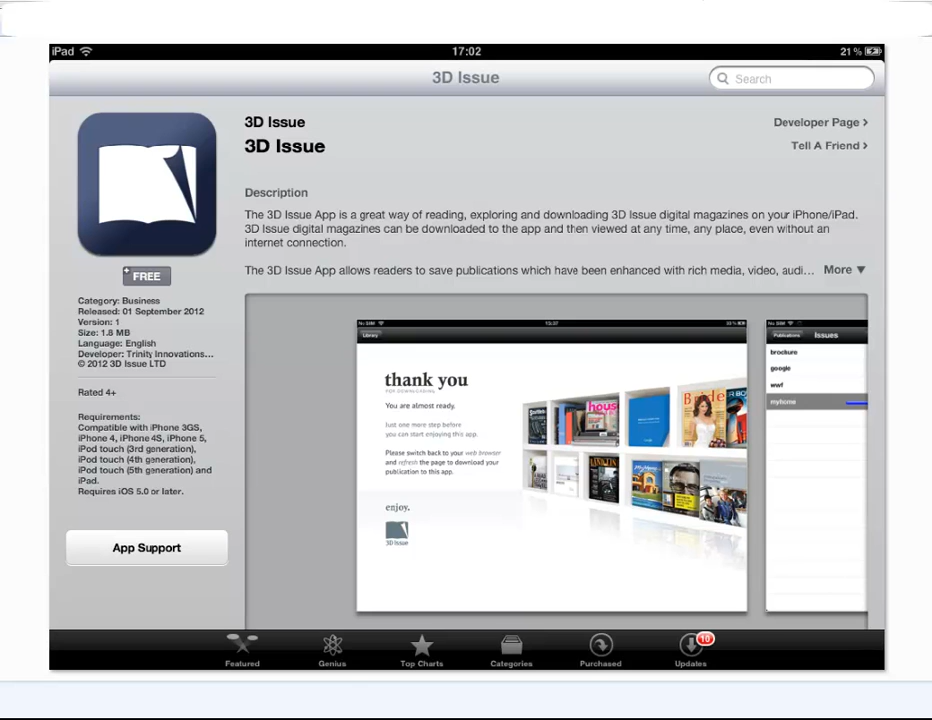 iPad
17:02
21 %
3D Issue
Search
3D Issue
3D Issue
Developer Page
Tell A Friend
Description
The 3D Issue App is a great way of reading, exploring and downloading 3D Issue digital magazines on your iPhone/iPad.
3D Issue digital magazines can be downloaded to the app and then viewed at any time, any place, even without an
internet connection.
The 3D Issue App allows readers to save publications which have been enhanced with rich media, video, audi...
More ▼
FREE
Category: Business
Released: 01 September 2012
Version: 1
Size: 1.8 MB
Language: English
Developer: Trinity Innovations...
© 2012 3D Issue LTD
Rated 4+
Requirements:
Compatible with iPhone 3GS,
iPhone 4, iPhone 4S, iPhone 5,
iPod touch (3rd generation),
iPod touch (4th generation),
iPod touch (5th generation) and
iPad.
Requires iOS 5.0 or later.
App Support
No SIM
Library
thank you
FOR DOWNLOADING
You are almost ready.
Just one more step before
you can start enjoying this app.
Please switch back to your web browser
and refresh the page to download your
publication to this app.
enjoy.
3D Issue
house
Bride
No SIM
Publications
Issues
brochure
google
wwf
myhome
Featured
Genius
Top Charts
Categories
Purchased
10
Updates